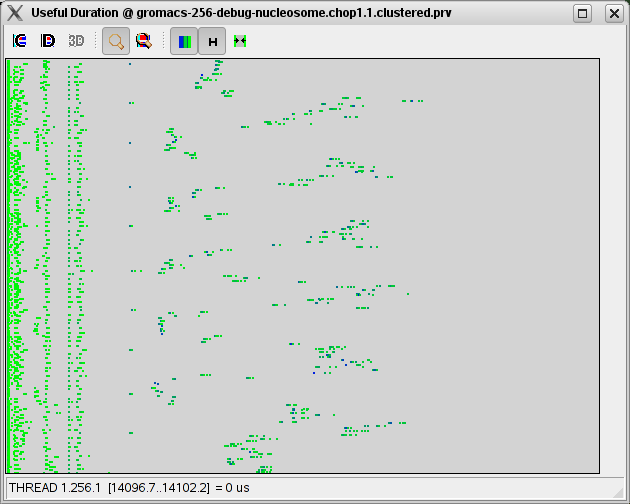 Useful Duration @ gromacs-256-debug-nucleosome.chop1.1.clustered.prv
3D H
THREAD 1.256.1 [14096.7..14102.2] = 0 us